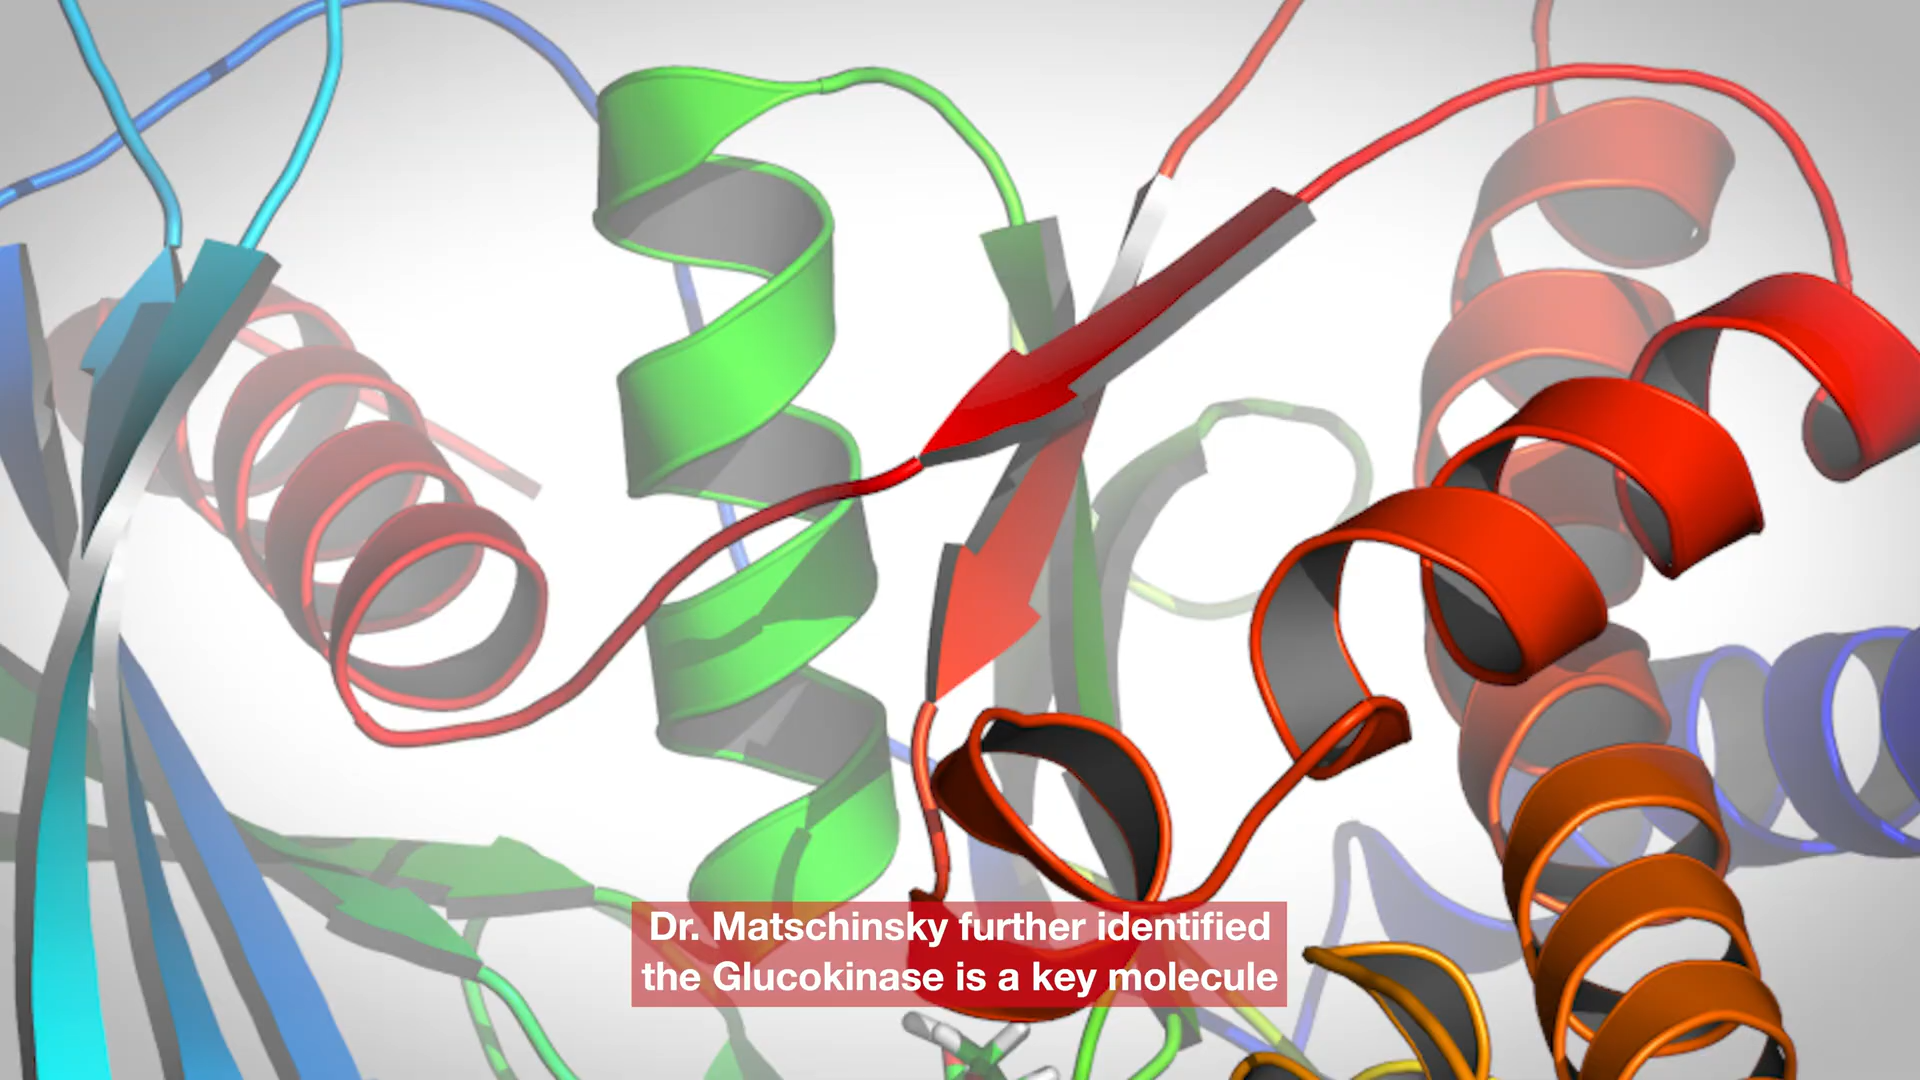 Dr. Matschinsky further identified
the Glucokinase is a key molecule